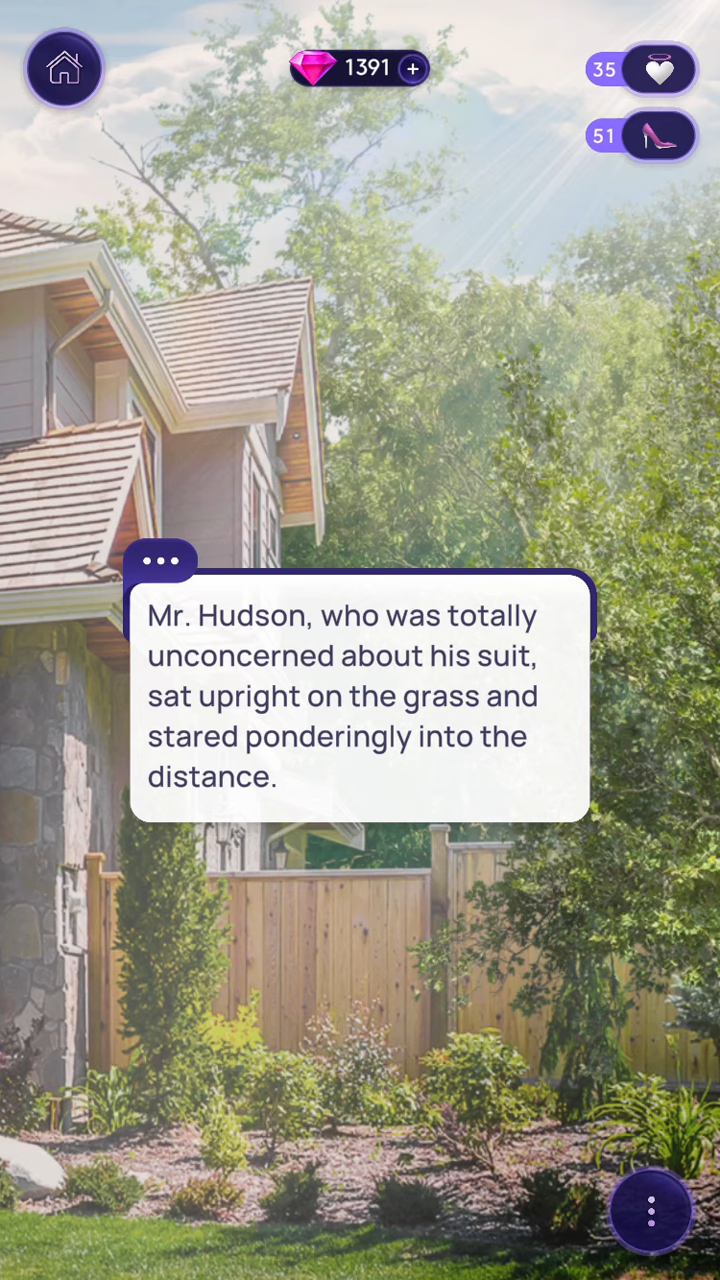 1391 +
35
51
Mr. Hudson, who was totally
unconcerned about his suit,
sat upright on the grass and
stared ponderingly into the
distance.